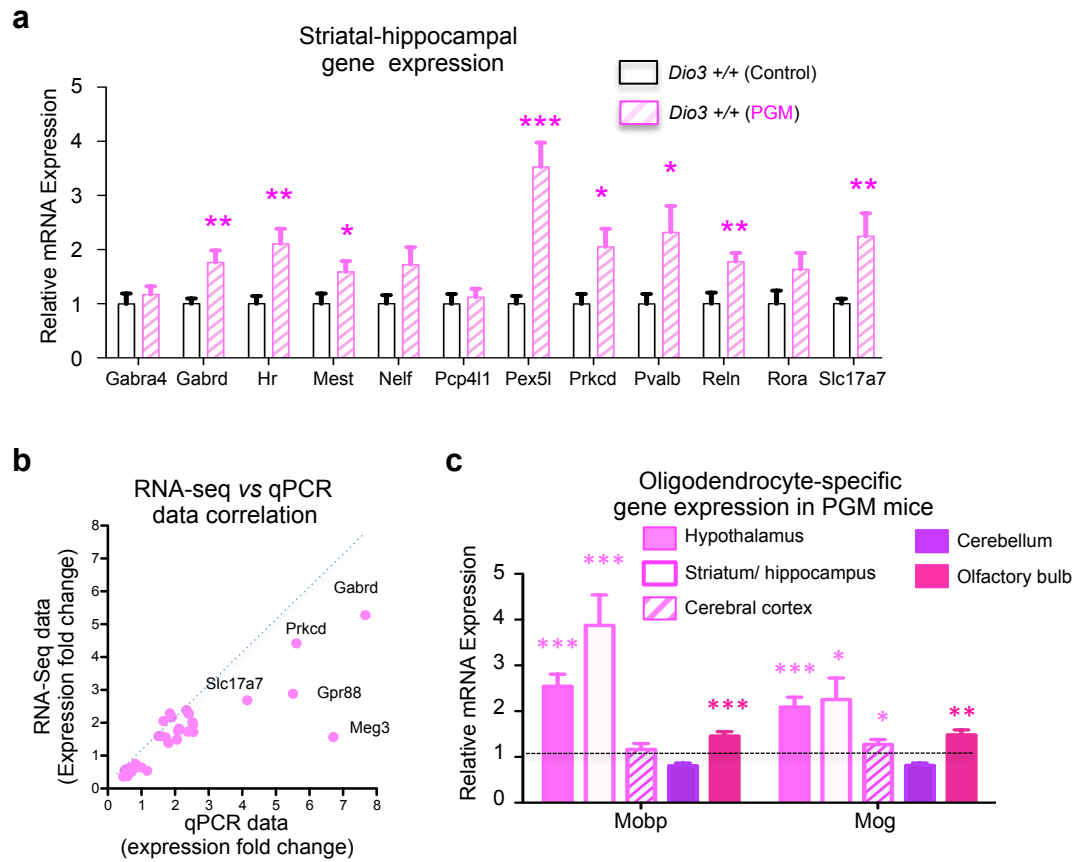 a
Striatal-hippocampal
gene expression
Dio3 +/+ (Control)
Dio3 +/+ (PGM)
Relative mRNA Expression
5
4
3
2
1
0
** ** * *** * * ** **
Gabra4 Gabrd Hr Mest Nelf Pcp4l1 Pex5l Prkcd Pvalb Reln Rora Slc17a7
b
RNA-seq vs qPCR
data correlation
RNA-Seq data
(Expression fold change)
8
7
6
5
4
3
2
1
0
Gabrd
Prkcd
Slc17a7
Gpr88
Meg3
0 1 2 3 4 5 6 7 8
qPCR data
(expression fold change)
c
Oligodendrocyte-specific
gene expression in PGM mice
Hypothalamus
Striatum/ hippocampus
Cerebral cortex
Cerebellum
Olfactory bulb
Relative mRNA Expression
5
4
3
2
1
0
*** *** *** *** * * **
Mobp Mog